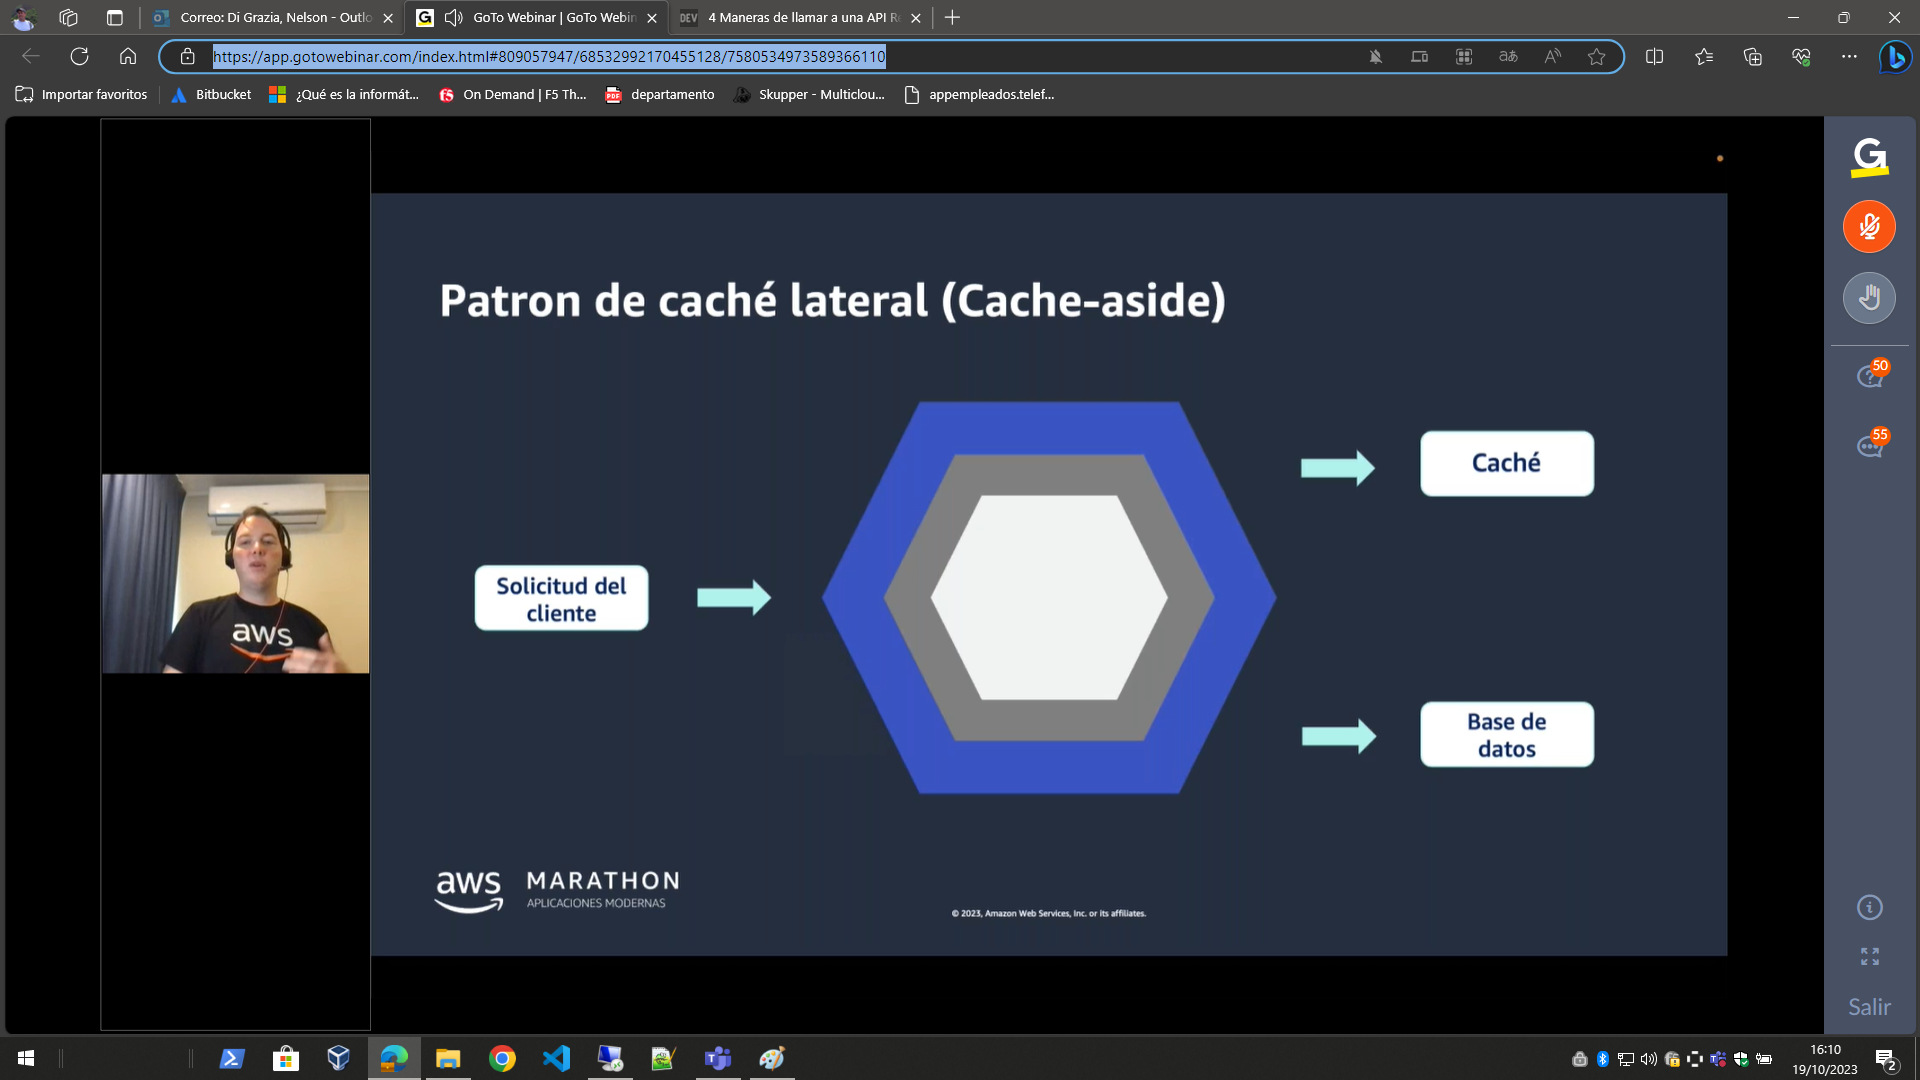 Correo: Di Grazia, Nelson - Outlo
GoTo Webinar | GoTo Webin
DEV
4 Maneras de llamar a una API Re
https://app.gotowebinar.com/index.html#809057947/68532992170455128/7580534973589366110
Importar favoritos
Bitbucket
¿Qué es la informát...
On Demand | F5 Th...
departamento
Skupper - Multiclou...
appempleados.telef...
G
Patron de caché lateral (Cache-aside)
50
55
Caché
Solicitud del
cliente
aws
Base de
datos
aws MARATHON
APLICACIONES MODERNAS
© 2023, Amazon Web Services, Inc. or its affiliates.
Salir
16:10
19/10/2023
2